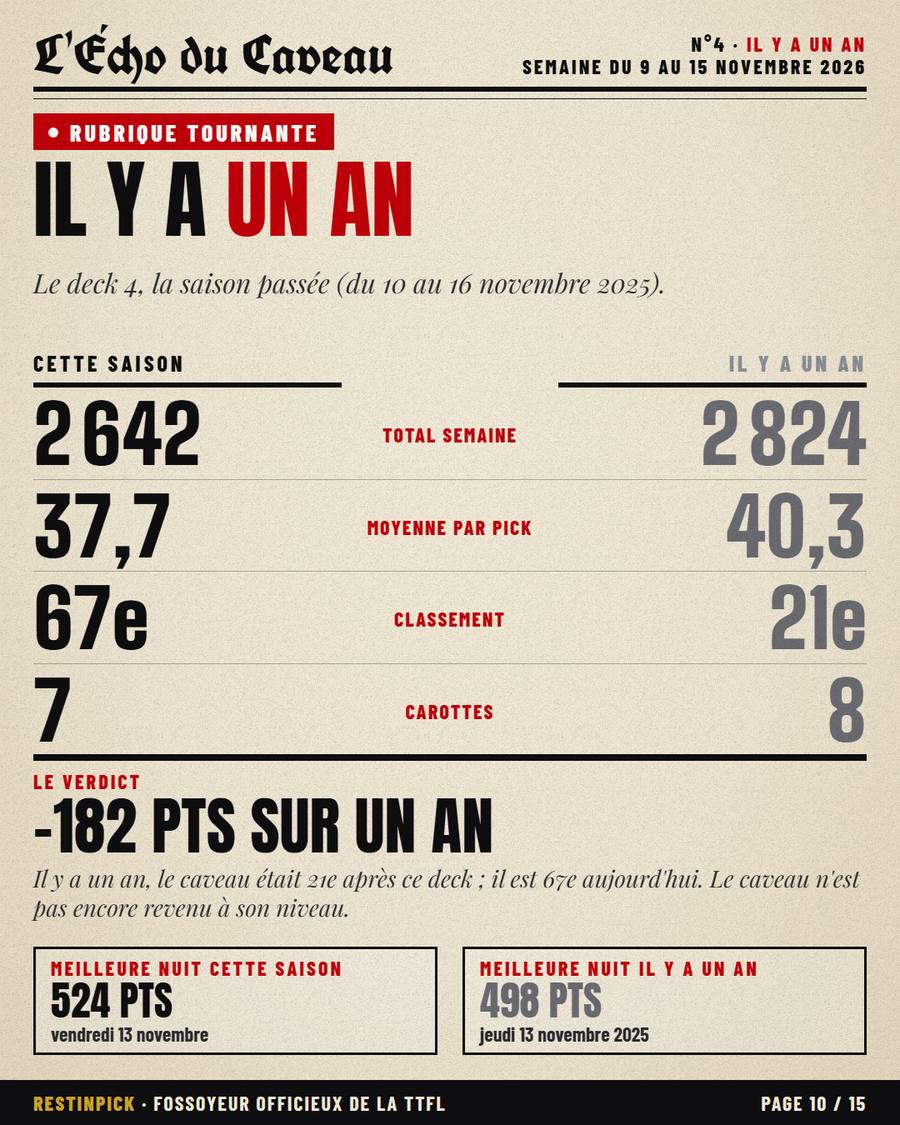 L'Écho du Caveau
N°4 · IL Y A UN AN
SEMAINE DU 9 AU 15 NOVEMBRE 2026
• RUBRIQUE TOURNANTE
IL Y A UN AN
Le deck 4, la saison passée (du 10 au 16 novembre 2025).
CETTE SAISON IL Y A UN AN
2 642 TOTAL SEMAINE 2 824
37,7 MOYENNE PAR PICK 40,3
67e CLASSEMENT 21e
7 CAROTTES 8
LE VERDICT
-182 PTS SUR UN AN
Il y a un an, le caveau était 21e après ce deck ; il est 67e aujourd'hui. Le caveau n'est
pas encore revenu à son niveau.
MEILLEURE NUIT CETTE SAISON
524 PTS
vendredi 13 novembre
MEILLEURE NUIT IL Y A UN AN
498 PTS
jeudi 13 novembre 2025
RESTINPICK · FOSSOYEUR OFFICIEUX DE LA TTFL
PAGE 10 / 15